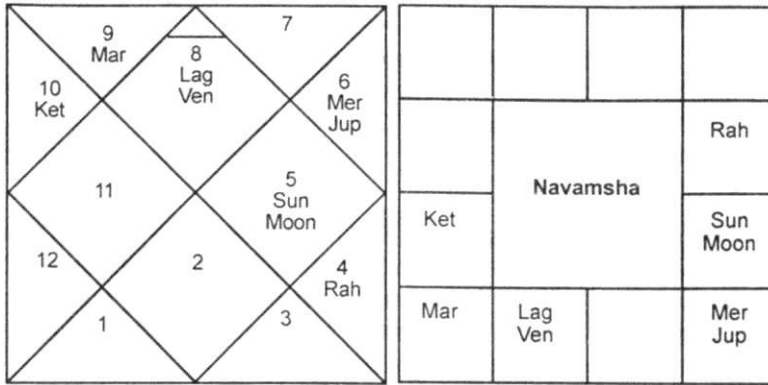 9
Mar
8
Lag
Ven
7
10
Ket
6
Mer
Jup
11
5
Sun
Moon
12
2
4
Rah
1
3
Rah
Navamsha
Ket
Sun
Moon
Mar
Lag
Ven
Mer
Jup